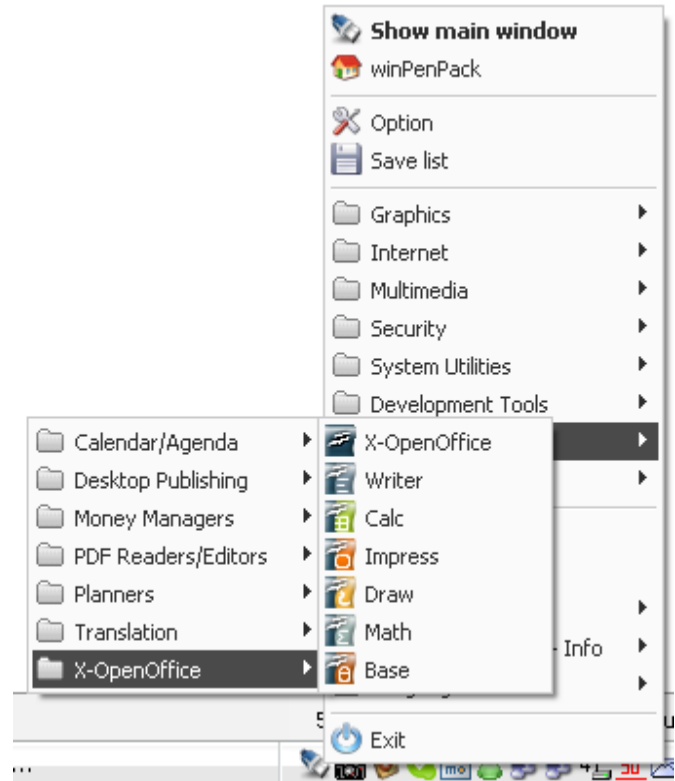 Show main window
winPenPack
Option
Save list
Graphics
Internet
Multimedia
Security
System Utilities
Development Tools
Calendar/Agenda
Desktop Publishing
Money Managers
PDF Readers/Editors
Planners
Translation
X-OpenOffice
X-OpenOffice
Writer
Calc
Impress
Draw
Math
Base
Info
Exit